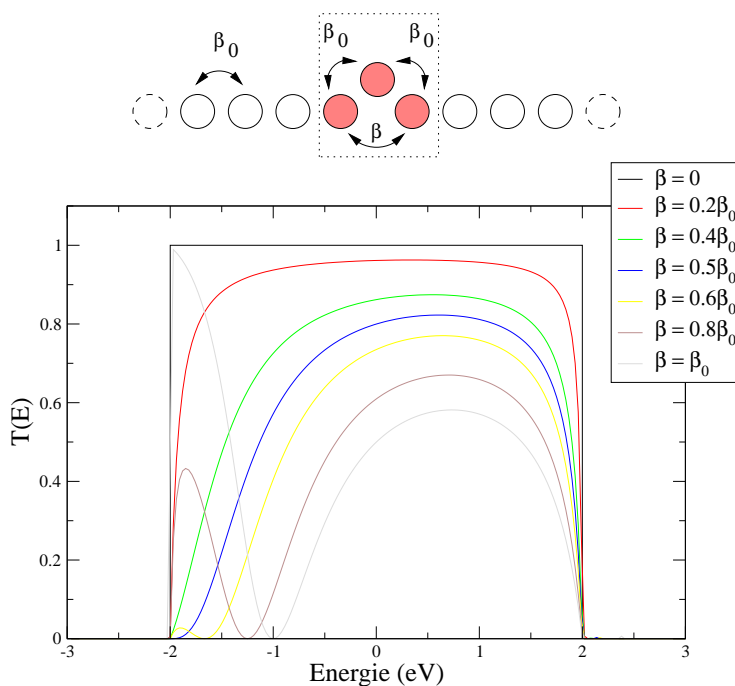 β₀ β₀ β₀
β
β = 0
β = 0.2β₀
β = 0.4β₀
β = 0.5β₀
β = 0.6β₀
β = 0.8β₀
β = β₀
1
0.8
0.6
0.4
0.2
0
T(E)
-3 -2 -1 0 1 2 3
Energie (eV)